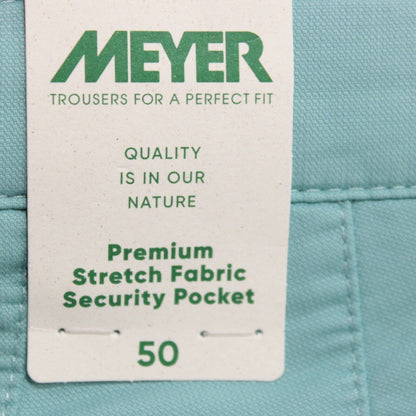 MEYER
TROUSERS FOR A PERFECT FIT
QUALITY
IS IN OUR
NATURE
Premium
Stretch Fabric
Security Pocket
50